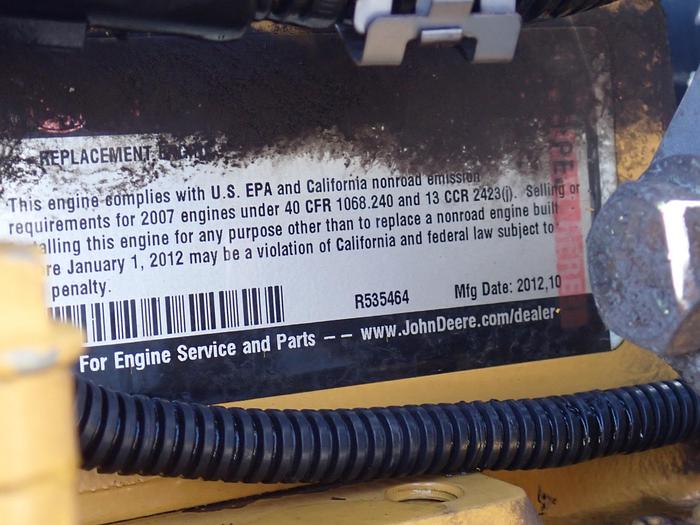 REPLACEMENT
This engine complies with U.S. EPA and California nonroad emission
requirements for 2007 engines under 40 CFR 1068.240 and 13 CCR 2423(j). Selling or
alling this engine for any purpose other than to replace a nonroad engine built
re January 1, 2012 may be a violation of California and federal law subject to
penalty.
R535464 Mfg Date: 2012,10
For Engine Service and Parts -- www.JohnDeere.com/dealer